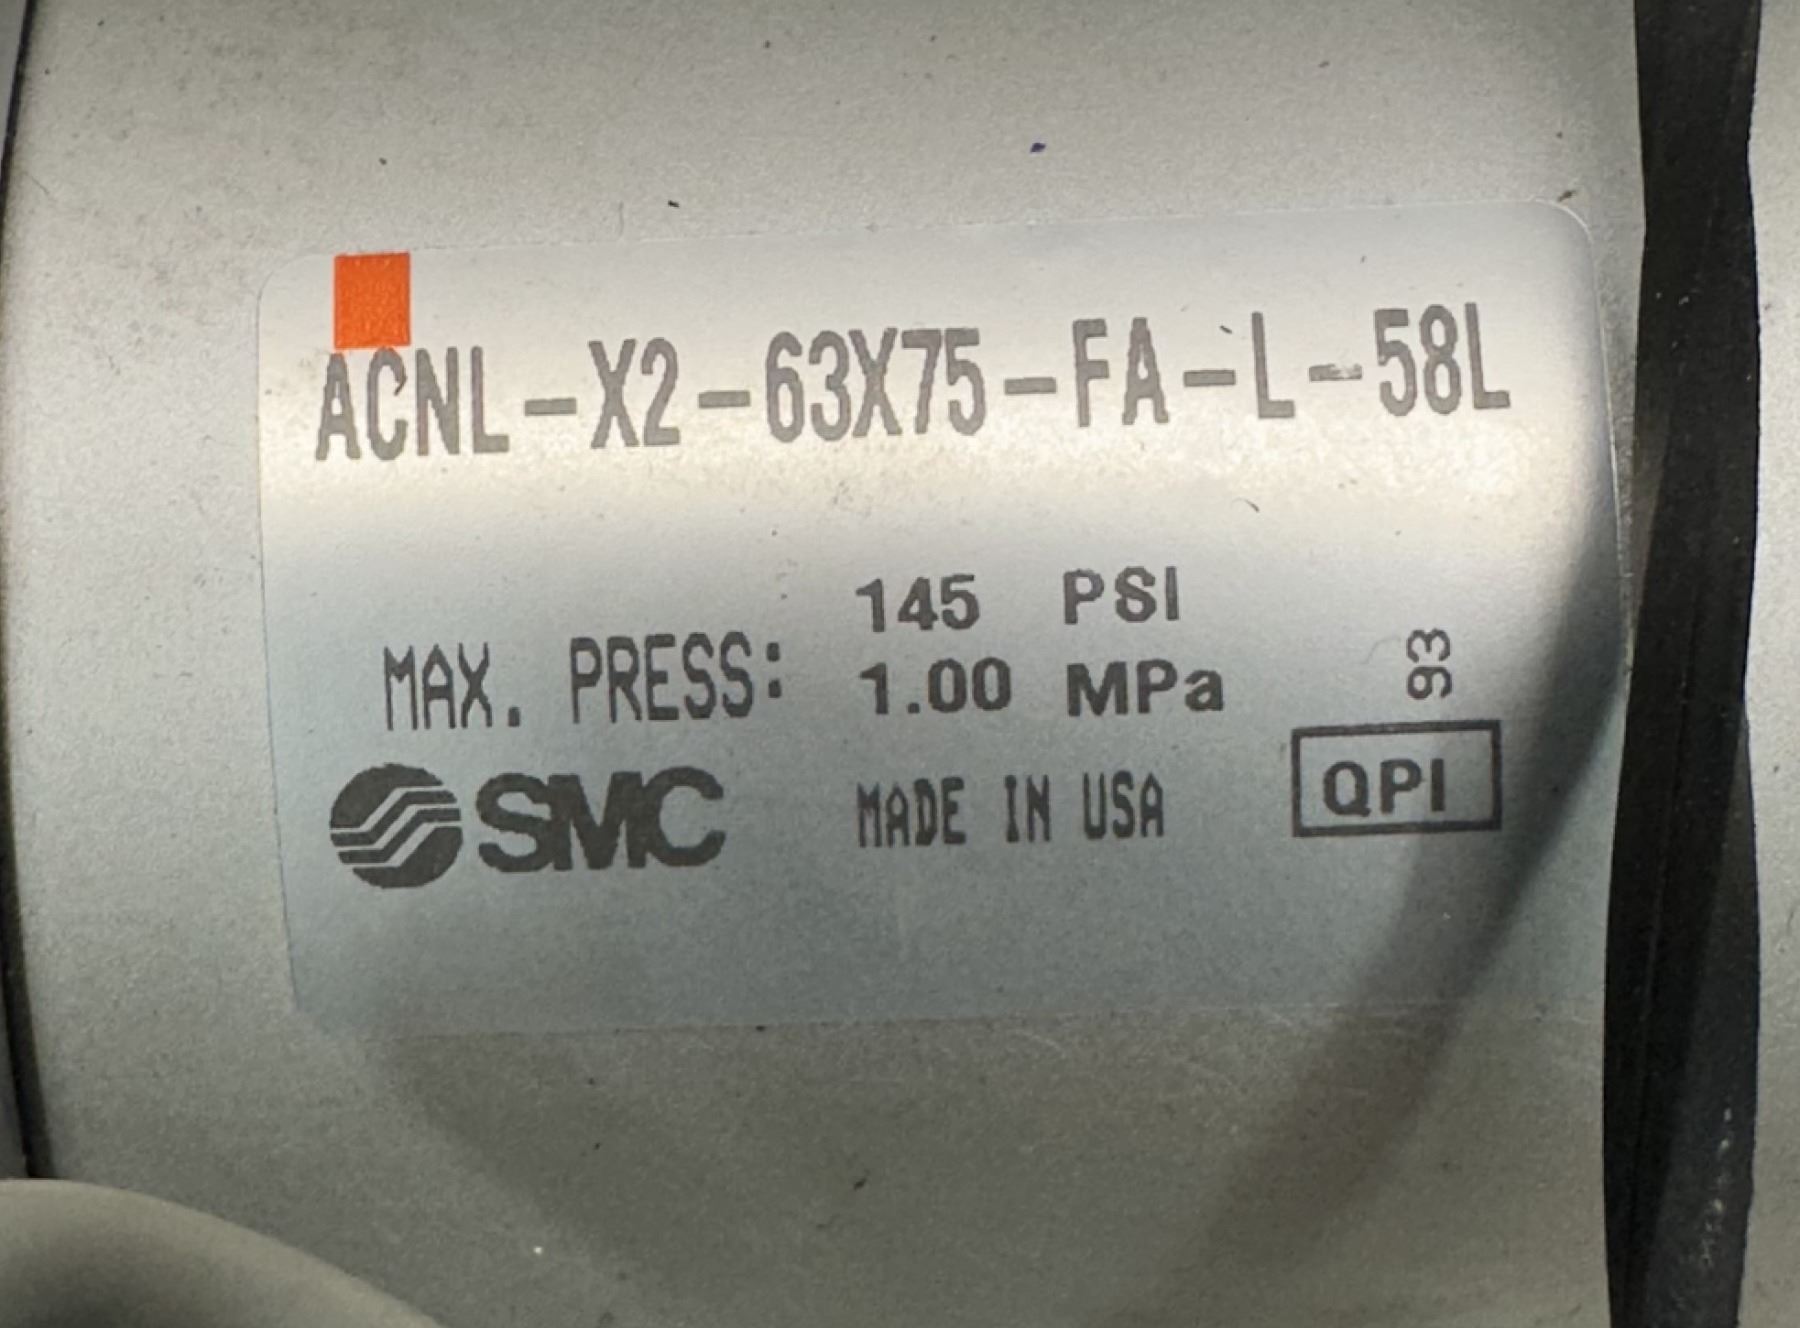 ACNL-X2-63X75-FA-L-58L
MAX. PRESS: 145 PSI
1.00 MPa
93
SMC MADE IN USA QPI